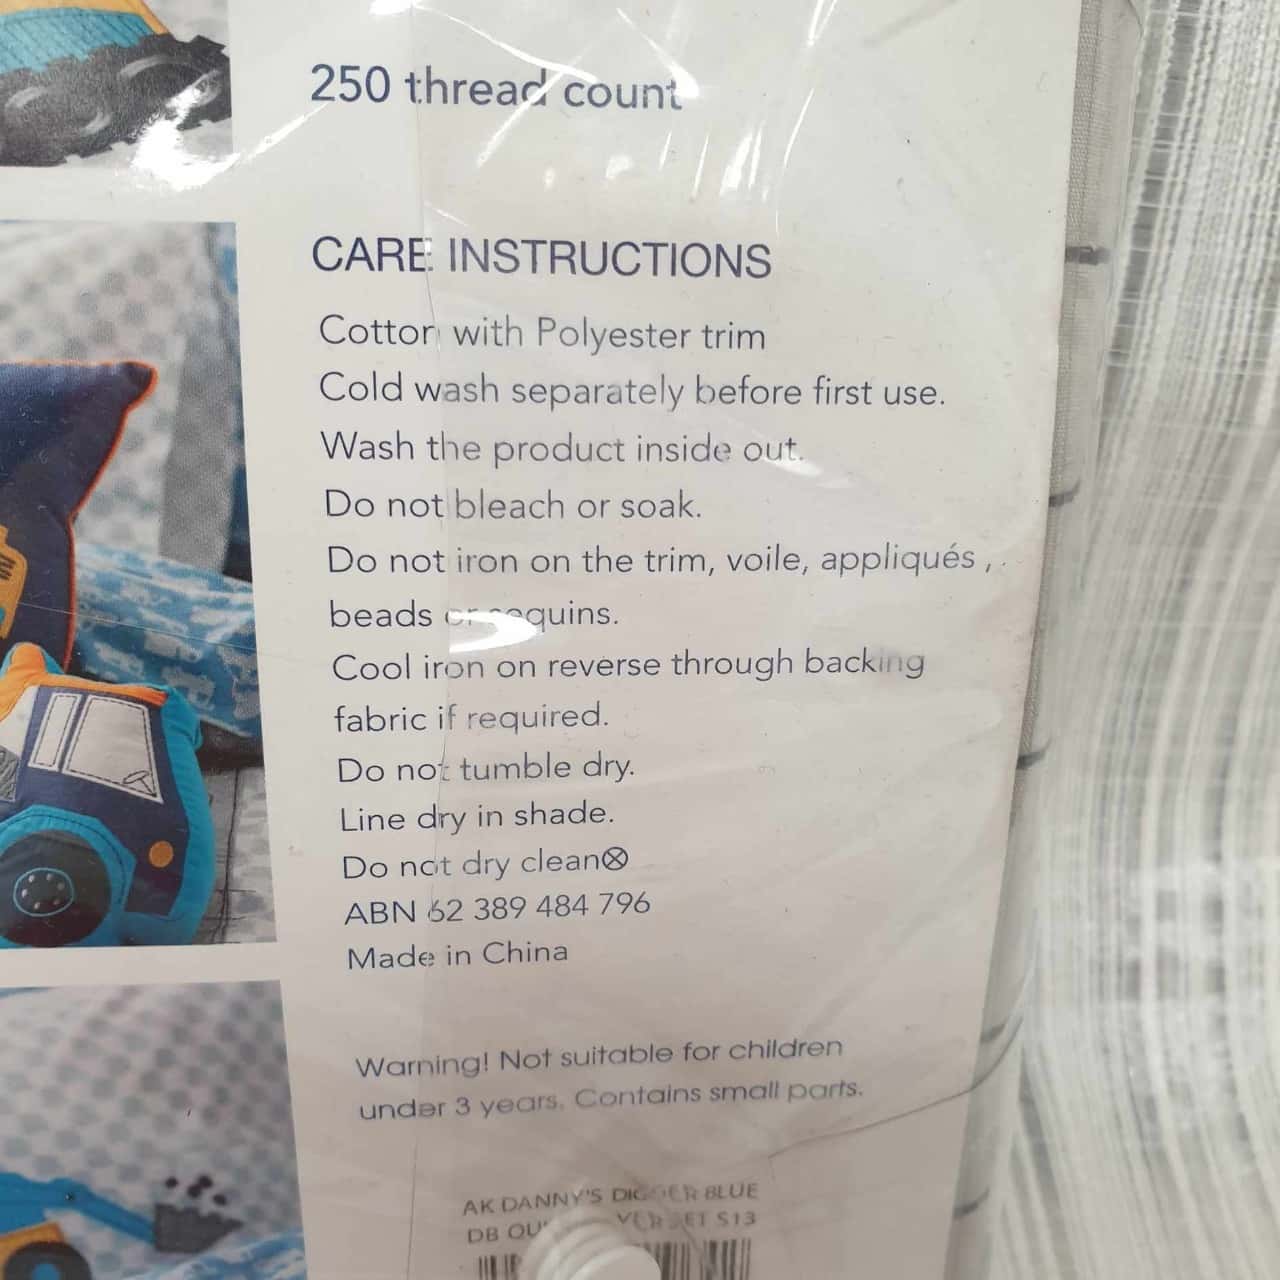 250 thread count
CARE INSTRUCTIONS
Cotton with Polyester trim
Cold wash separately before first use.
Wash the product inside out.
Do not bleach or soak.
Do not iron on the trim, voile, appliqués ,
beads or sequins.
Cool iron on reverse through backing
fabric if required.
Do not tumble dry.
Line dry in shade.
Do not dry clean⊗
ABN 62 389 484 796
Made in China
Warning! Not suitable for children
under 3 years. Contains small parts.
AK DANNY'S DIGGER BLUE
DB S13